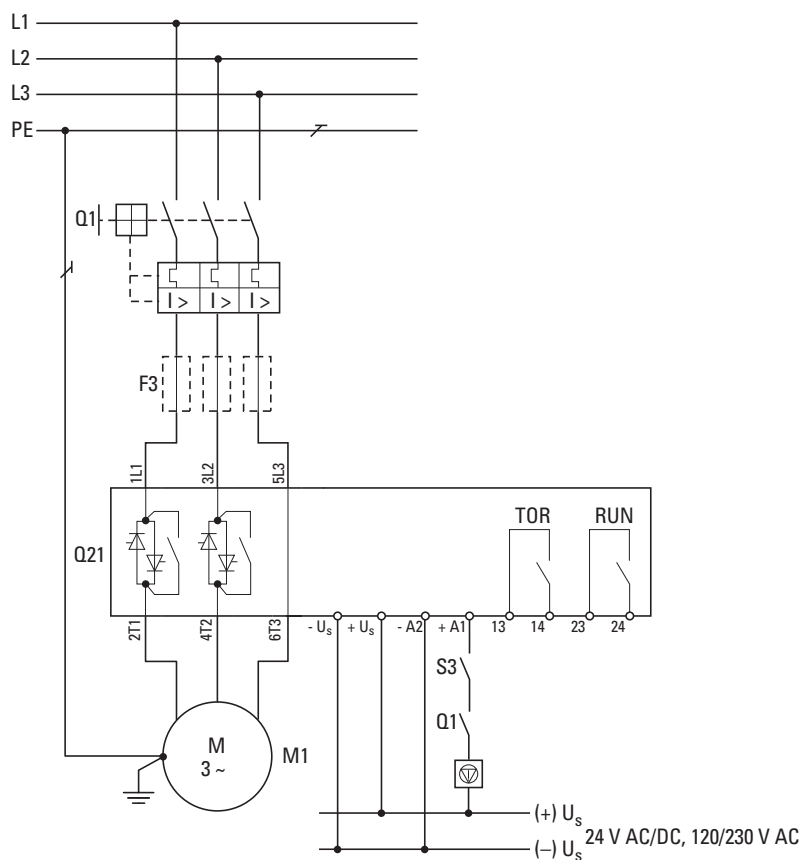 L1
L2
L3
PE
Q1
I > I > I >
F3
1L1 3L2 5L3
TOR RUN
Q21
2T1 4T2 6T3 - Us + Us - A2 + A1 13 14 23 24
S3
Q1
M
3 ~
M1
(+) Us
(–) Us 24 V AC/DC, 120/230 V AC